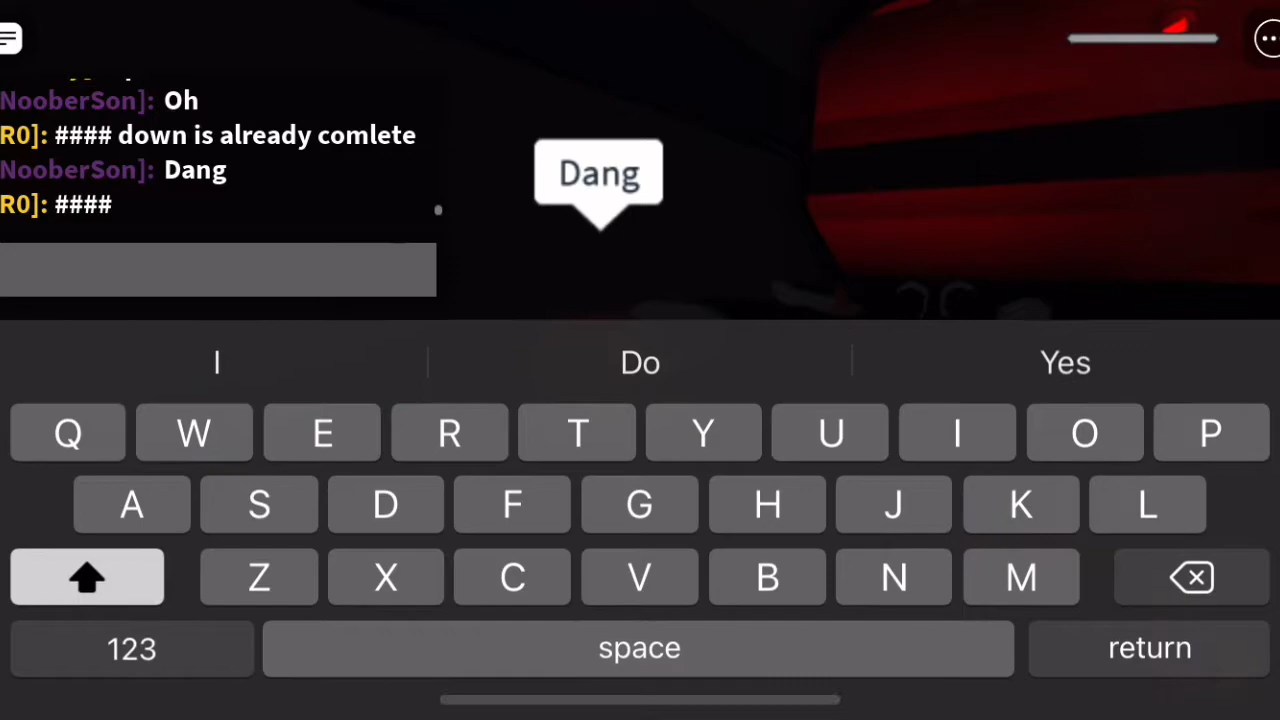 NooberSon]: Oh
R0]: #### down is already comlete
NooberSon]: Dang
R0]: ####
Dang
I Do Yes
Q W E R T Y U I O P
A S D F G H J K L
Z X C V B N M
123 space return